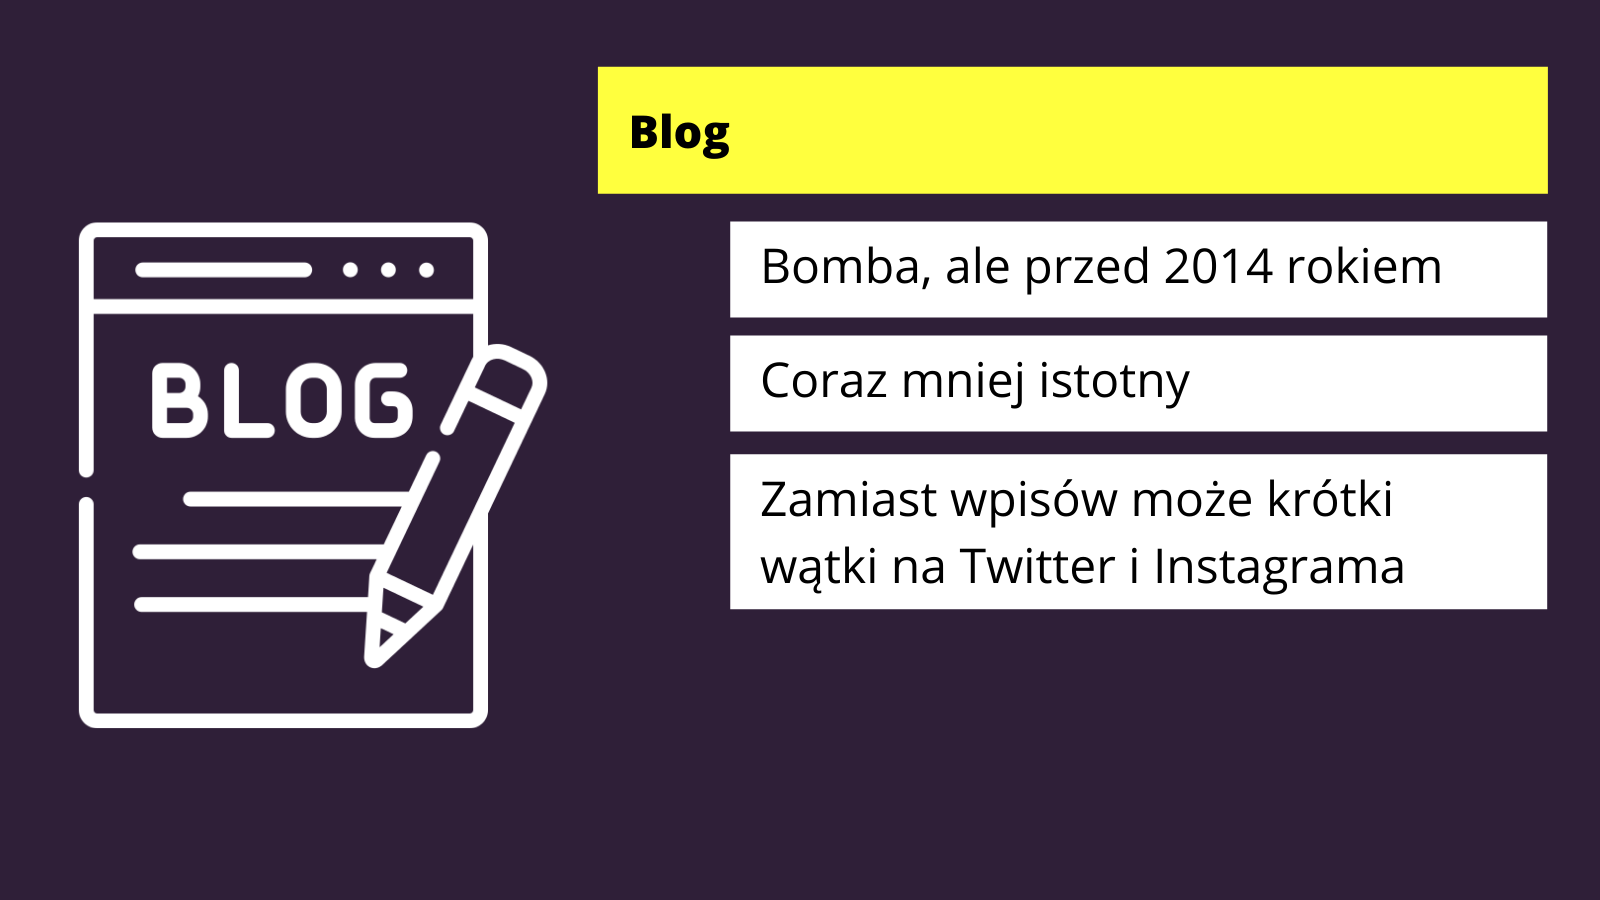 Blog
BLOG
Bomba, ale przed 2014 rokiem
Coraz mniej istotny
Zamiast wpisów może krótki
wątki na Twitter i Instagrama